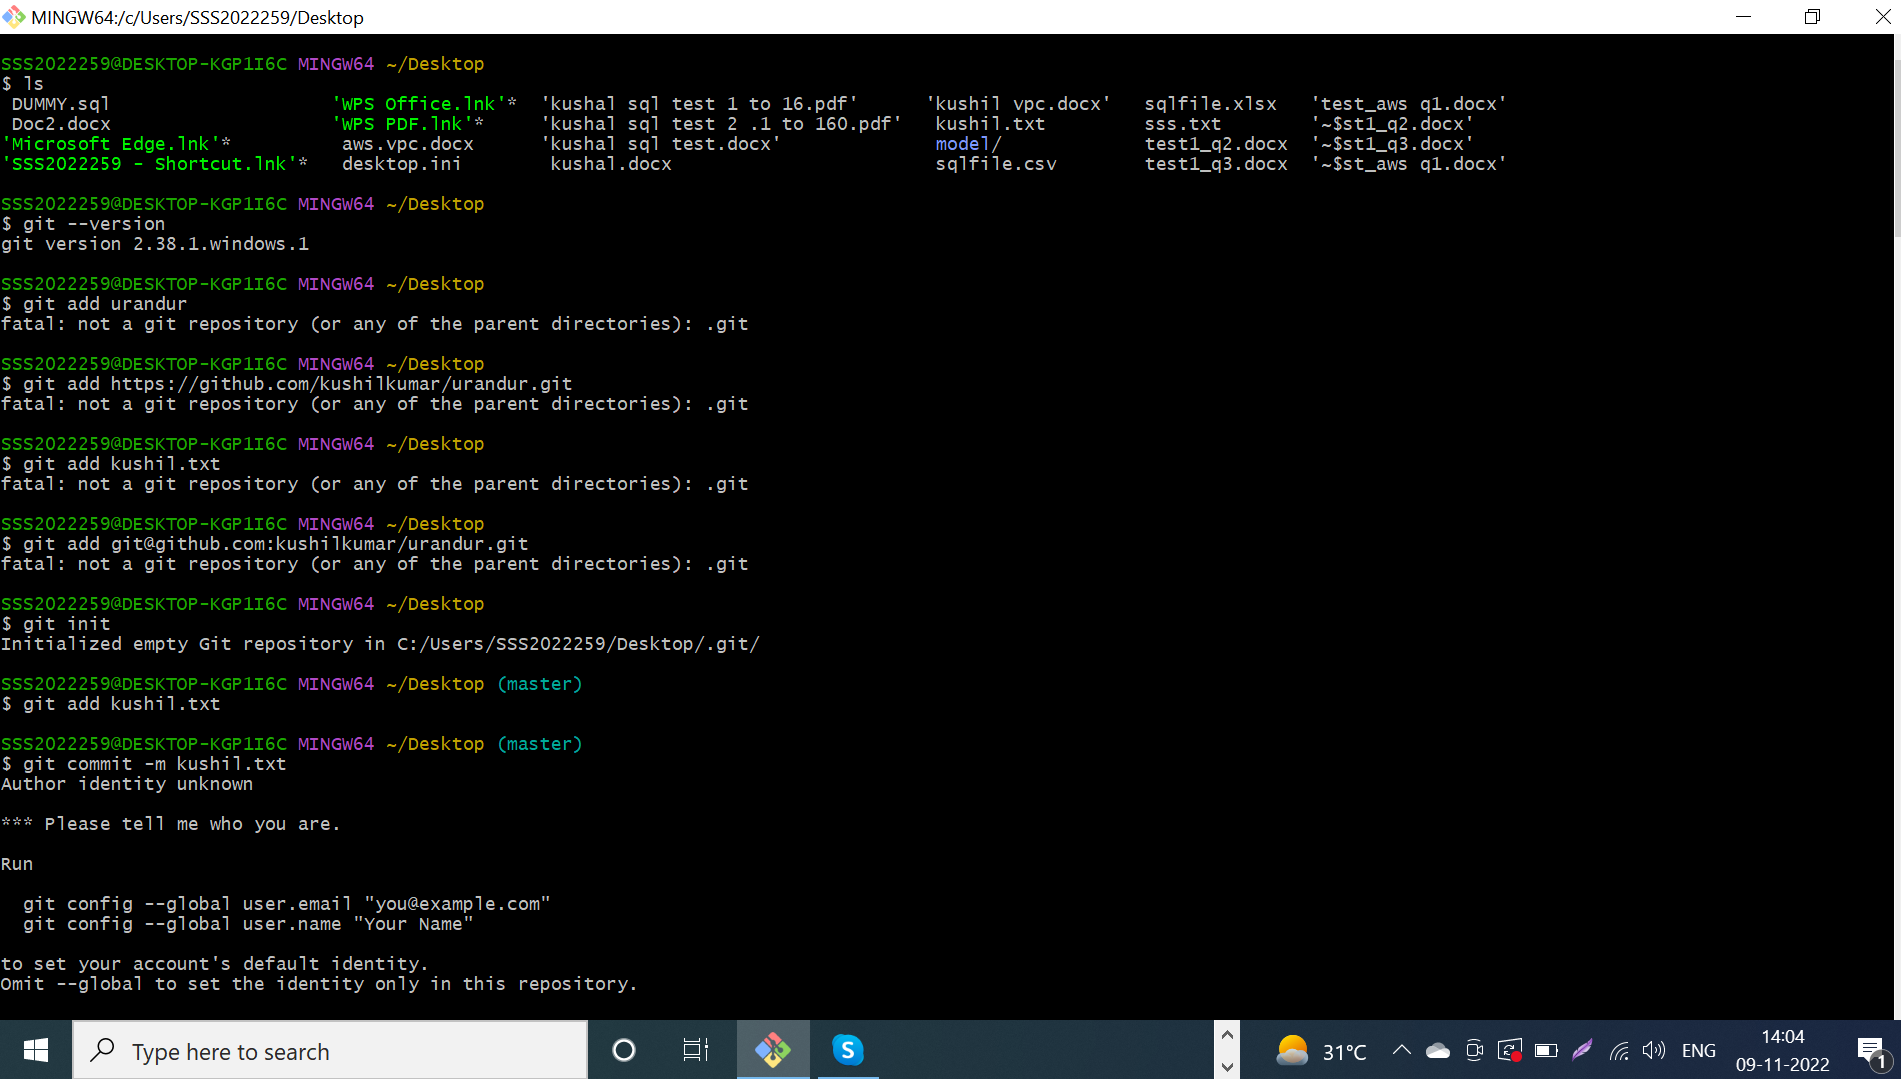 MINGW64:/c/Users/SSS2022259/Desktop
SSS2022259@DESKTOP-KGP1I6C MINGW64 ~/Desktop
$ ls
DUMMY.sql 'WPS Office.lnk'* 'kushal sql test 1 to 16.pdf' 'kushil vpc.docx' sqlfile.xlsx 'test_aws q1.docx'
Doc2.docx 'WPS PDF.lnk'* 'kushal sql test 2 .1 to 160.pdf' kushil.txt sss.txt '~$st1_q2.docx'
'Microsoft Edge.lnk'* aws.vpc.docx 'kushal sql test.docx' model/ test1_q2.docx '~$st1_q3.docx'
'SSS2022259 - Shortcut.lnk'* desktop.ini kushal.docx sqlfile.csv test1_q3.docx '~$st_aws q1.docx'
SSS2022259@DESKTOP-KGP1I6C MINGW64 ~/Desktop
$ git --version
git version 2.38.1.windows.1
SSS2022259@DESKTOP-KGP1I6C MINGW64 ~/Desktop
$ git add urandur
fatal: not a git repository (or any of the parent directories): .git
SSS2022259@DESKTOP-KGP1I6C MINGW64 ~/Desktop
$ git add https://github.com/kushilkumar/urandur.git
fatal: not a git repository (or any of the parent directories): .git
SSS2022259@DESKTOP-KGP1I6C MINGW64 ~/Desktop
$ git add kushil.txt
fatal: not a git repository (or any of the parent directories): .git
SSS2022259@DESKTOP-KGP1I6C MINGW64 ~/Desktop
$ git add git@github.com:kushilkumar/urandur.git
fatal: not a git repository (or any of the parent directories): .git
SSS2022259@DESKTOP-KGP1I6C MINGW64 ~/Desktop
$ git init
Initialized empty Git repository in C:/Users/SSS2022259/Desktop/.git/
SSS2022259@DESKTOP-KGP1I6C MINGW64 ~/Desktop (master)
$ git add kushil.txt
SSS2022259@DESKTOP-KGP1I6C MINGW64 ~/Desktop (master)
$ git commit -m kushil.txt
Author identity unknown
*** Please tell me who you are.
Run
git config --global user.email "you@example.com"
git config --global user.name "Your Name"
to set your account's default identity.
Omit --global to set the identity only in this repository.
Type here to search
S
31°C
ENG
14:04
09-11-2022
1